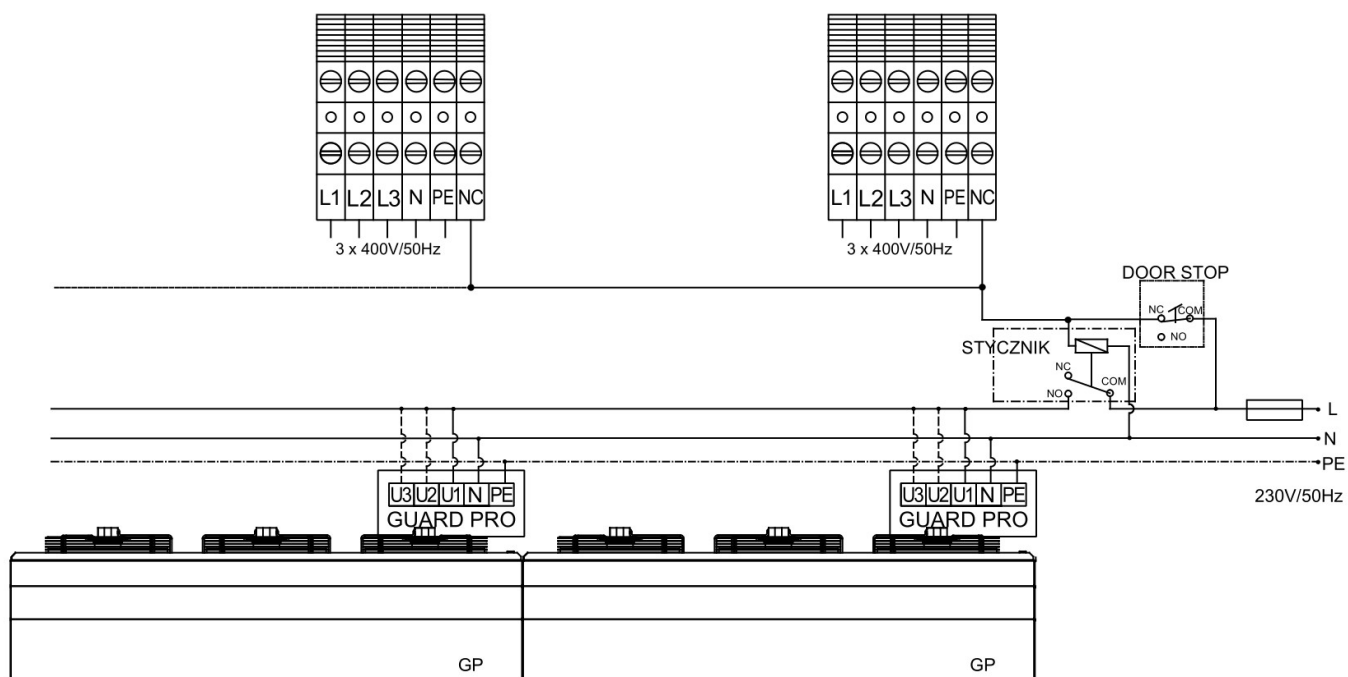 L1 L2 L3 N PE NC
3 x 400V/50Hz
L1 L2 L3 N PE NC
3 x 400V/50Hz
DOOR STOP
NC COM
NO
STYCZNIK
NC
NO COM
L
N
PE
230V/50Hz
U3 U2 U1 N PE
GUARD PRO
U3 U2 U1 N PE
GUARD PRO
GP
GP